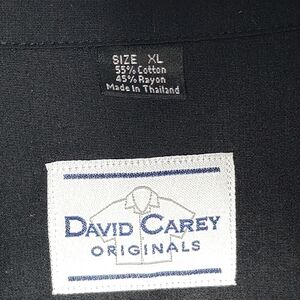 SIZE XL
55% Cotton
45% Rayon
Made In Thailand
DAVID CAREY
ORIGINALS